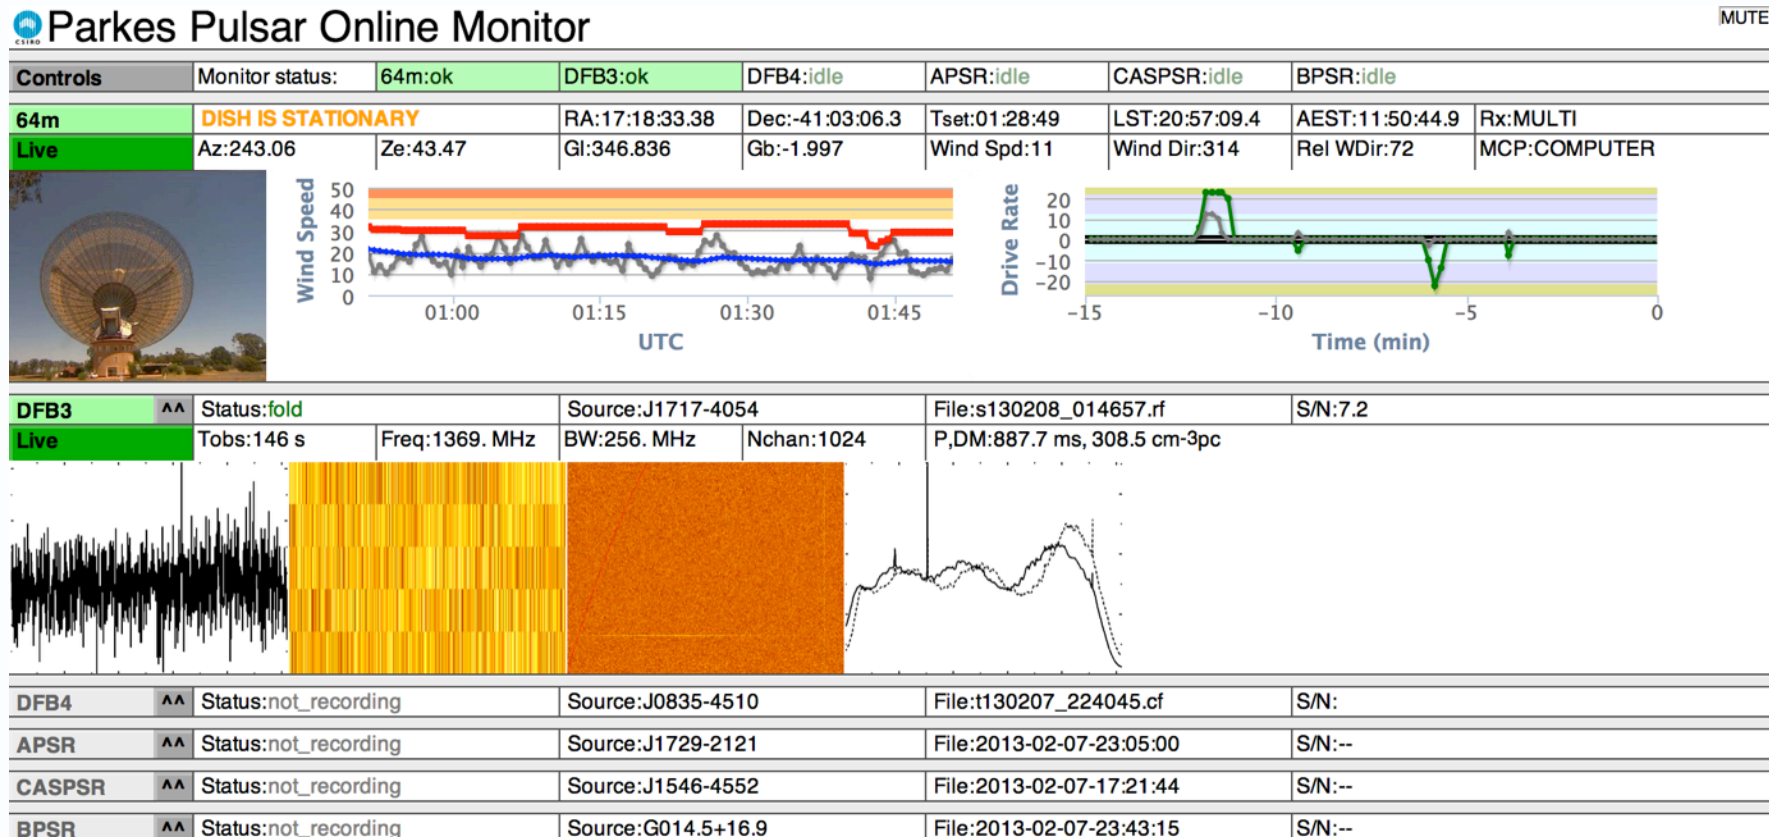 CSIRO
Parkes Pulsar Online Monitor
MUTE
Controls Monitor status: 64m:ok DFB3:ok DFB4:idle APSR:idle CASPSR:idle BPSR:idle
64m DISH IS STATIONARY RA:17:18:33.38 Dec:-41:03:06.3 Tset:01:28:49 LST:20:57:09.4 AEST:11:50:44.9 Rx:MULTI
Live Az:243.06 Ze:43.47 Gl:346.836 Gb:-1.997 Wind Spd:11 Wind Dir:314 Rel WDir:72 MCP:COMPUTER
Wind Speed
50
40
30
20
10
0
01:00 01:15 01:30 01:45
UTC
Drive Rate
20
10
0
-10
-20
-15 -10 -5 0
Time (min)
DFB3 ^^ Status:fold Source:J1717-4054 File:s130208_014657.rf S/N:7.2
Live Tobs:146 s Freq:1369. MHz BW:256. MHz Nchan:1024 P,DM:887.7 ms, 308.5 cm-3pc
DFB4 ^^ Status:not_recording Source:J0835-4510 File:t130207_224045.cf S/N:
APSR ^^ Status:not_recording Source:J1729-2121 File:2013-02-07-23:05:00 S/N:--
CASPSR ^^ Status:not_recording Source:J1546-4552 File:2013-02-07-17:21:44 S/N:--
BPSR ^^ Status:not_recording Source:G014.5+16.9 File:2013-02-07-23:43:15 S/N:--